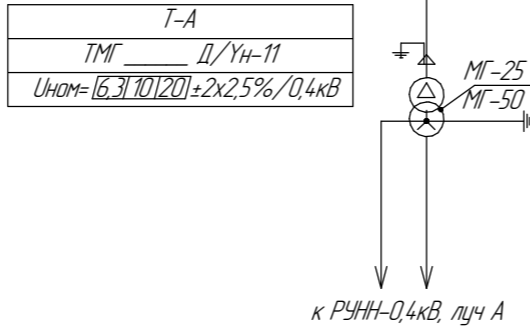 Т-А
ТМГ ______ Д/Ун-11
Uном= 6,3 10 20 ±2х2,5%/0,4кВ
МГ-25
МГ-50
к РУНН-0,4кВ, луч А